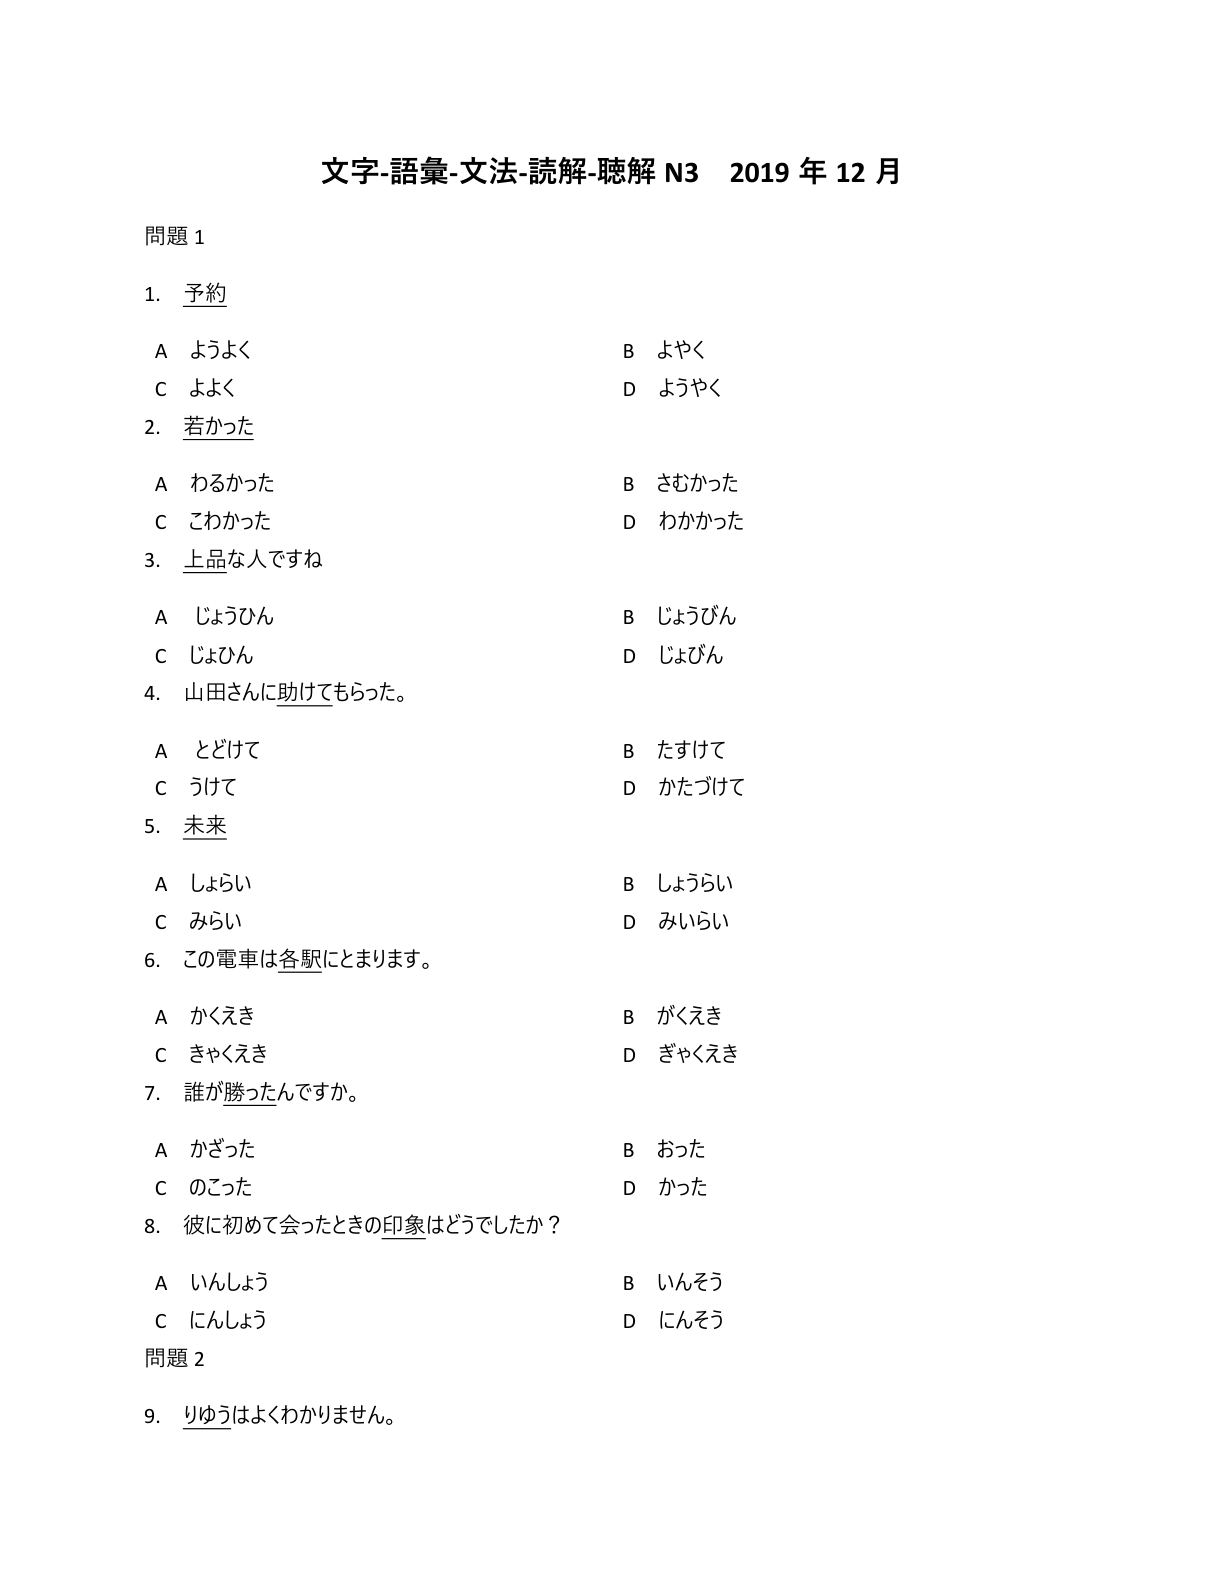 文字-語彙-文法-読解-聴解 N3　2019 年 12 月
問題 1
1. 予約
A ようよく B よやく
C よよく D ようやく
2. 若かった
A わるかった B さむかった
C こわかった D わかかった
3. 上品な人ですね
A じょうひん B じょうびん
C じょひん D じょびん
4. 山田さんに助けてもらった。
A とどけて B たすけて
C うけて D かたづけて
5. 未来
A しょらい B しょうらい
C みらい D みいらい
6. この電車は各駅にとまります。
A かくえき B がくえき
C きゃくえき D ぎゃくえき
7. 誰が勝ったんですか。
A かざった B おった
C のこった D かった
8. 彼に初めて会ったときの印象はどうでしたか？
A いんしょう B いんそう
C にんしょう D にんそう
問題 2
9. りゆうはよくわかりません。